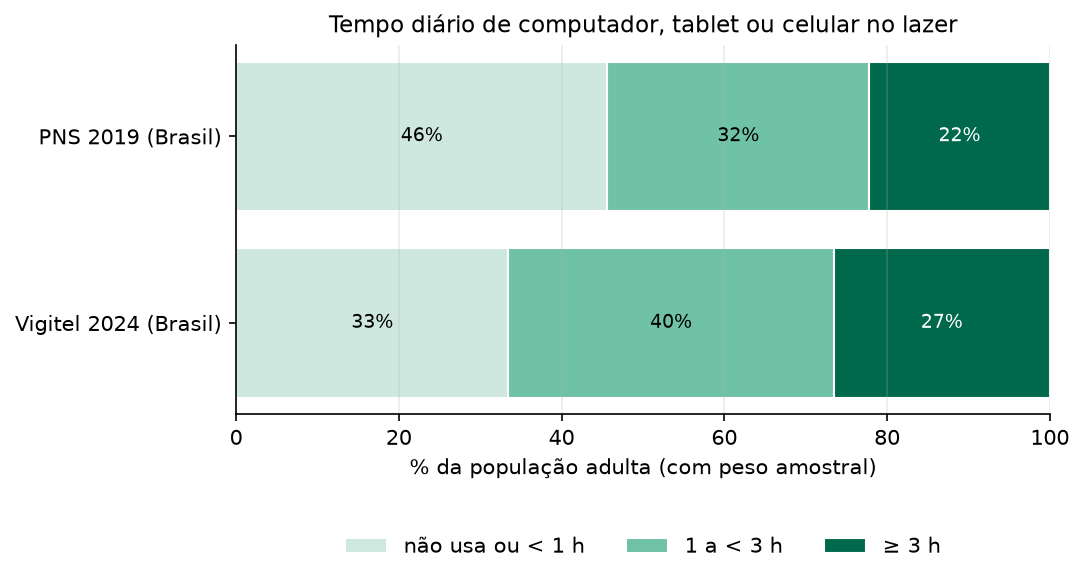 Tempo diário de computador, tablet ou celular no lazer
PNS 2019 (Brasil)
46%
32%
22%
Vigitel 2024 (Brasil)
33%
40%
27%
0
20
40
60
80
100
% da população adulta (com peso amostral)
não usa ou < 1 h
1 a < 3 h
≥ 3 h